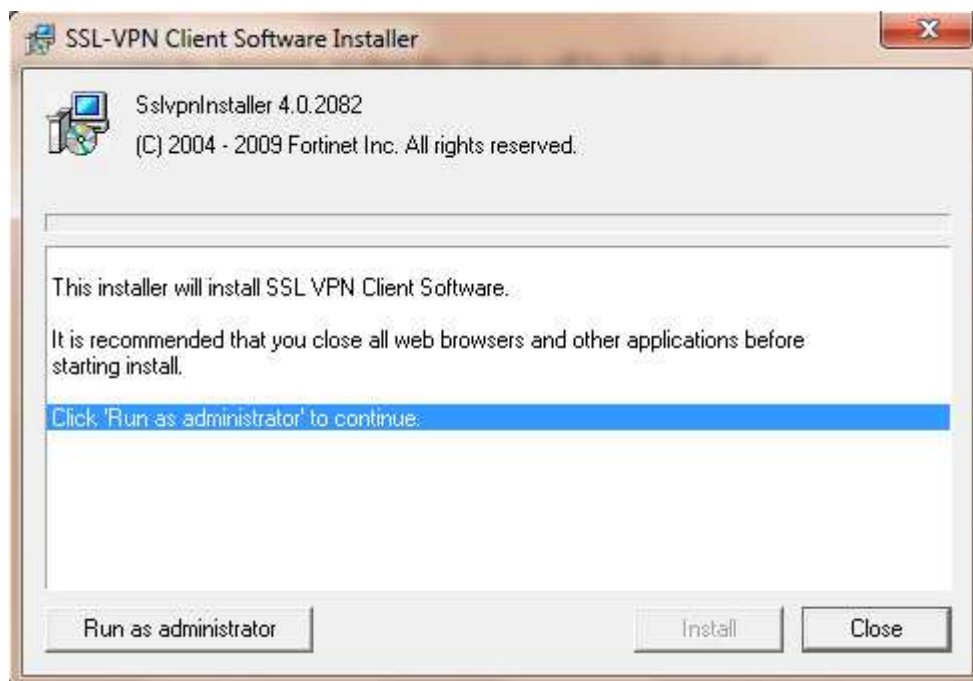 SSL-VPN Client Software Installer
SslvpnInstaller 4.0.2082
(C) 2004 - 2009 Fortinet Inc. All rights reserved.
This installer will install SSL VPN Client Software.
It is recommended that you close all web browsers and other applications before
starting install.
Click 'Run as administrator' to continue.
Run as administrator
Install
Close